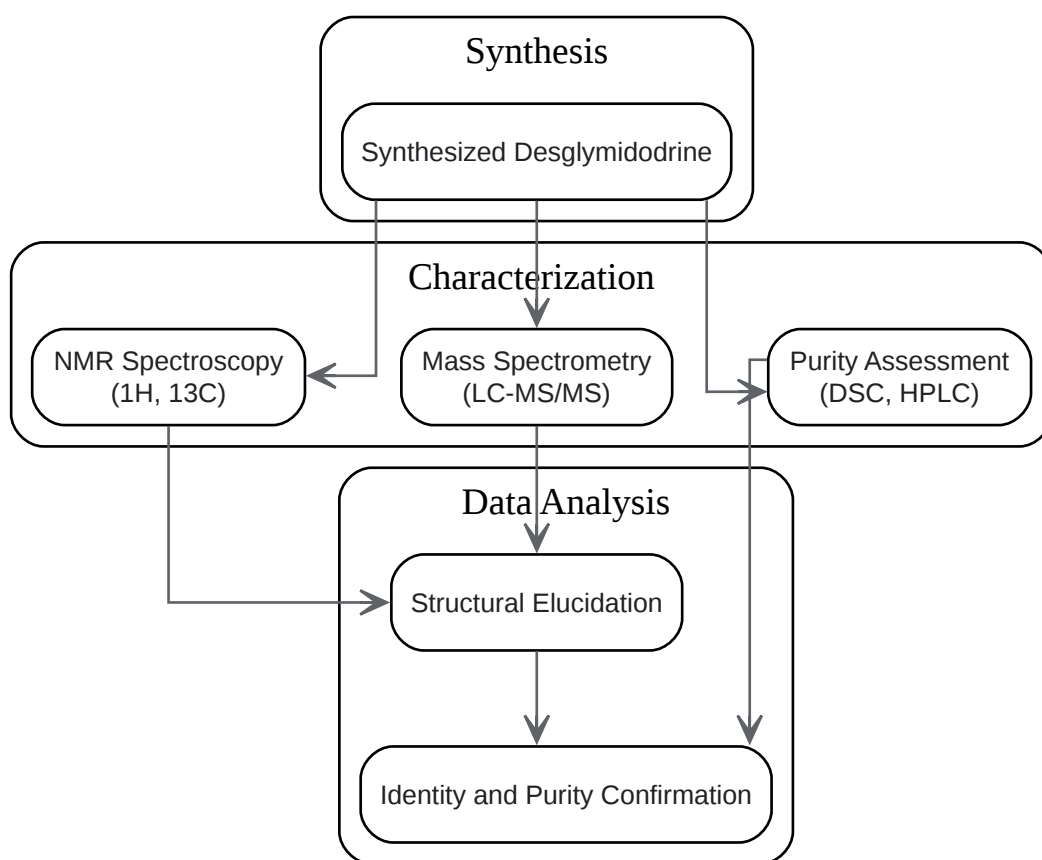 Synthesis
Synthesized Desglymidodrine
Characterization
NMR Spectroscopy
(1H, 13C)
Mass Spectrometry
(LC-MS/MS)
Purity Assessment
(DSC, HPLC)
Data Analysis
Structural Elucidation
Identity and Purity Confirmation